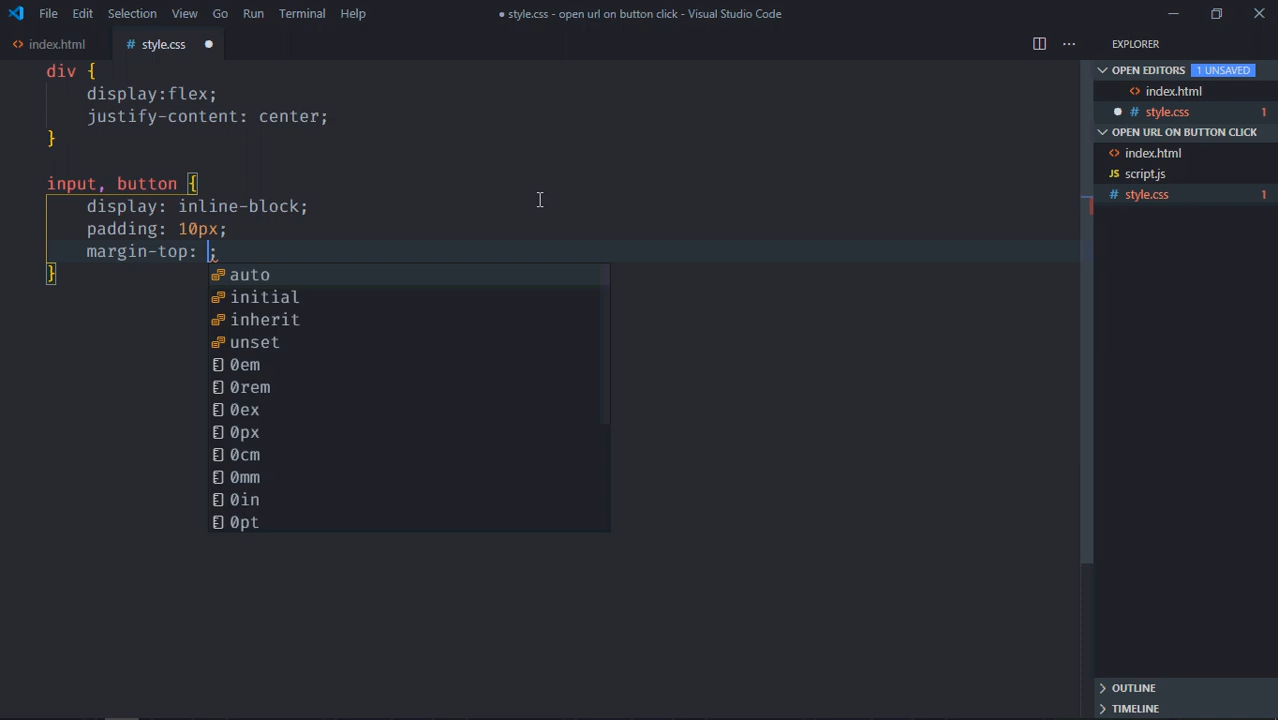 File Edit Selection View Go Run Terminal Help ● style.css - open url on button click - Visual Studio Code
<> index.html # style.css ●
EXPLORER
div {
display:flex;
justify-content: center;
}
input, button {
display: inline-block;
padding: 10px;
margin-top: ;
}
auto
initial
inherit
unset
0em
0rem
0ex
0px
0cm
0mm
0in
0pt
OPEN EDITORS 1 UNSAVED
<> index.html
● # style.css 1
OPEN URL ON BUTTON CLICK
<> index.html
JS script.js
# style.css 1
OUTLINE
TIMELINE